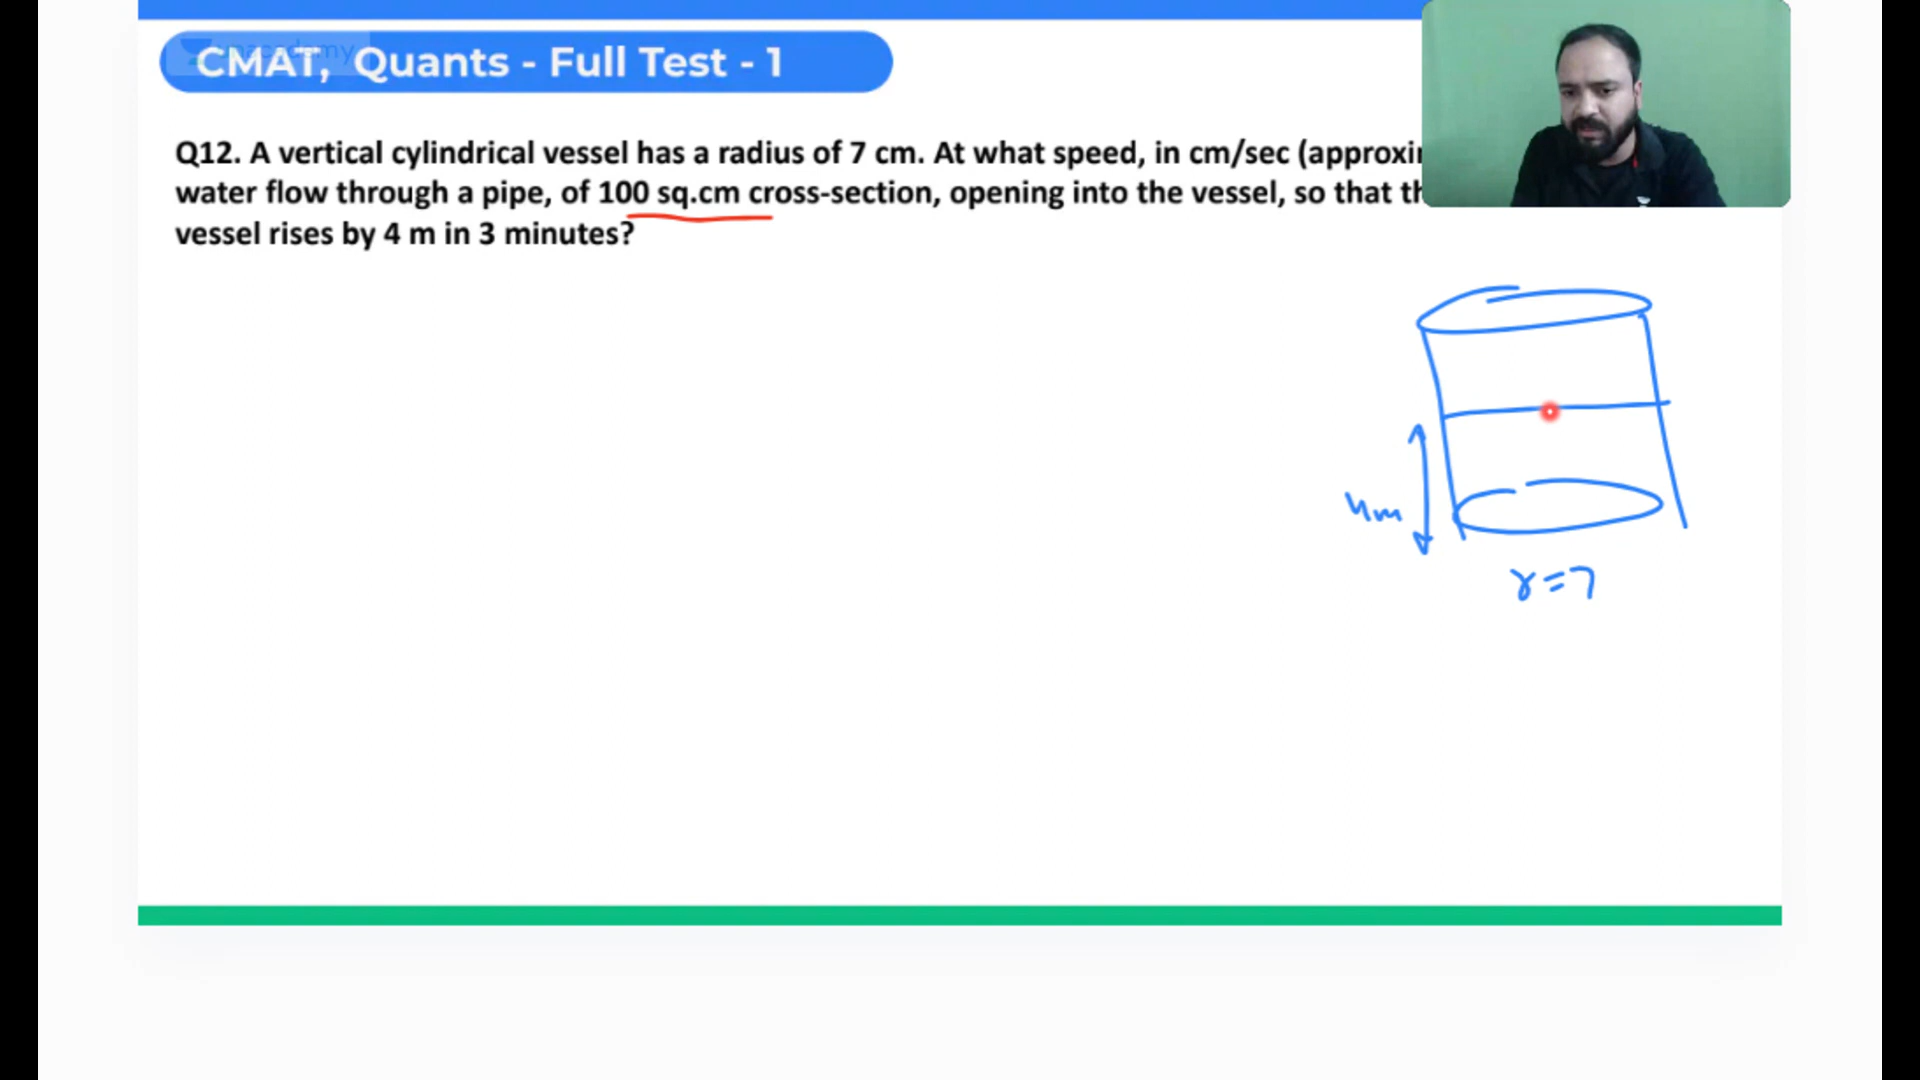 CMAT, Quants - Full Test - 1
Q12. A vertical cylindrical vessel has a radius of 7 cm. At what speed, in cm/sec
water flow through a pipe, of 100 sq.cm cross-section, opening into the vessel, so that
vessel rises by 4 m in 3 minutes?
4m
r=7